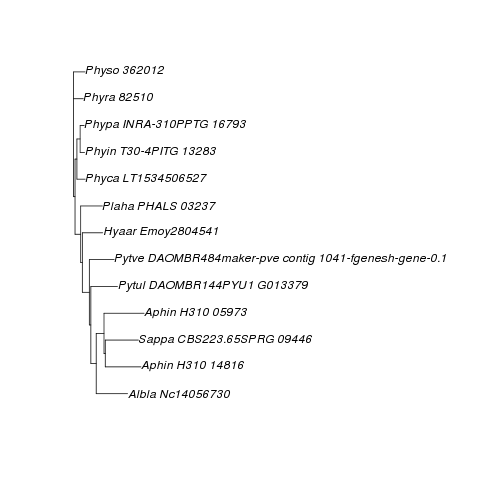 Physo 362012
Phyra 82510
Phypa INRA-310PPTG 16793
Phyin T30-4PITG 13283
Phyca LT1534506527
Plaha PHALS 03237
Hyaar Emoy2804541
Pytve DAOMBR484maker-pve contig 1041-fgenesh-gene-0.1
Pytul DAOMBR144PYU1 G013379
Aphin H310 05973
Sappa CBS223.65SPRG 09446
Aphin H310 14816
Albla Nc14056730